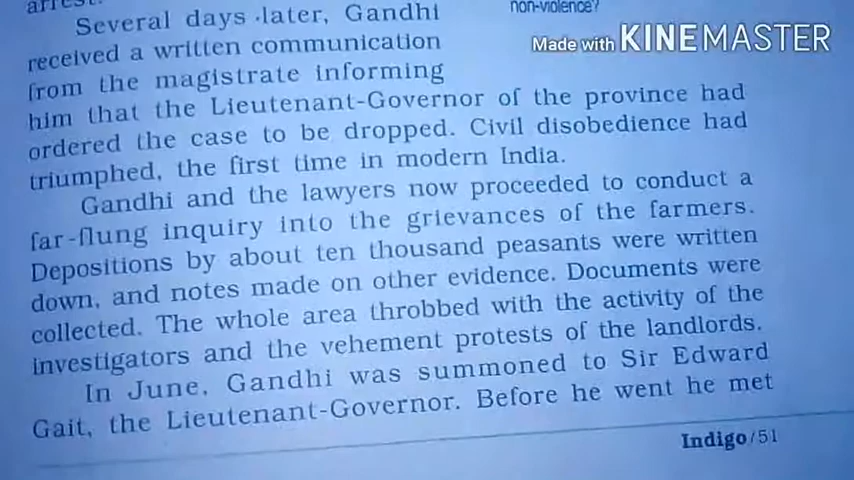 arrest.
non-violence?
Made with KINEMASTER
Several days later, Gandhi
received a written communication
from the magistrate informing
him that the Lieutenant-Governor of the province had
ordered the case to be dropped. Civil disobedience had
triumphed, the first time in modern India.
Gandhi and the lawyers now proceeded to conduct a
far-flung inquiry into the grievances of the farmers.
Depositions by about ten thousand peasants were written
down, and notes made on other evidence. Documents were
collected. The whole area throbbed with the activity of the
investigators and the vehement protests of the landlords.
In June, Gandhi was summoned to Sir Edward
Gait, the Lieutenant-Governor. Before he went he met
Indigo/51